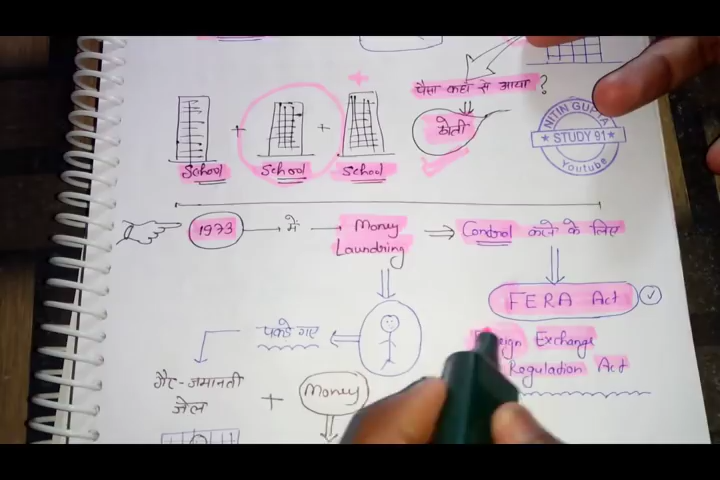 पैसा कहाँ से आया ?
खेती
School + School + School
NITIN GUPTA
★ STUDY 91 ★
Youtube
1973 में Money Laundring ⇒ Control करने के लिए
FERA Act
Foreign Exchange
Regulation Act
पकड़े गए
गैर-जमानती
जेल
+ Money